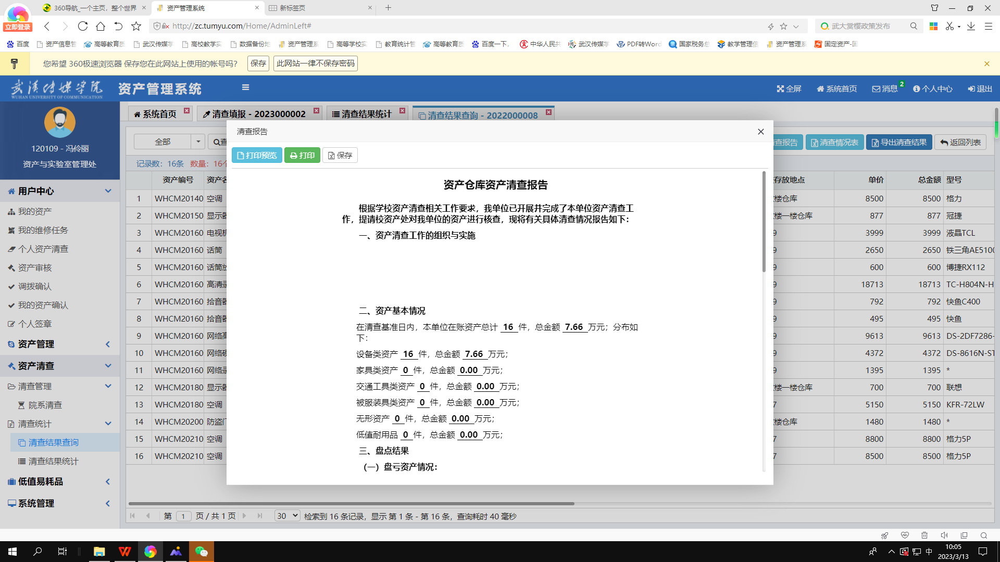 360导航_一个主页，整个世界
资产管理系统
新标签页
立即登录
http://zc.tumyu.com/Home/AdminLeft#
武大赏樱政策发布
百度 资产信息管 高等教育质 武汉传媒学 高校教学实 数据备份地 资产管理系 高等学校实 教育统计管 高等教育质 百度一下， 中华人民共 武汉传媒学 PDF转Word 国家税务总 教学管理信 资产管理系 固定资产-国
您希望 360极速浏览器 保存您在此网站上使用的帐号吗？ 保存 此网站一律不保存密码
武汉传媒学院
WUHAN UNIVERSITY OF COMMUNICATION
资产管理系统
全屏 系统首页 消息 2 个人中心 退出
120109 - 冯伶丽
资产与实验室管理处
用户中心
我的资产
我的维修任务
个人资产清查
资产审核
调拨确认
我的资产确认
个人签章
资产管理
资产清查
清查管理
院系清查
清查统计
清查结果查询
清查结果统计
低值易耗品
系统管理
系统首页 清查填报 - 2023000002 清查结果统计 清查结果查询 - 2022000008
全部 查 查报告 清查情况表 导出清查结果 返回列表
记录数：16条 数量：16个
资产编号 资产名 存放地点 单价 总金额 型号
1 WHCM20140 空调 楼仓库 8500 8500 格力
2 WHCM20150 显示器 楼一楼仓库 877 877 冠捷
3 WHCM20160 电视机 9 3999 3999 液晶TCL
4 WHCM20160 话筒 9 2650 2650 铁三角AE5100
5 WHCM20160 话筒放 9 600 600 博捷RX112
6 WHCM20160 高清录 9 18713 18713 TC-H804N-H
7 WHCM20160 拾音器 9 792 792 快鱼C400
8 WHCM20160 拾音器 9 495 495 快鱼
9 WHCM20160 网络高 9 9613 9613 DS-2DF7286-
10 WHCM20160 网络硬 9 4372 4372 DS-8616N-ST
11 WHCM20160 网络录 9 1395 1395 *
12 WHCM20180 显示器 楼一楼仓库 700 700 联想
13 WHCM20180 空调 7 5150 5150 KFR-72LW
14 WHCM20200 防盗门 楼仓库 1480 1480 *
15 WHCM20210 空调 7 8800 8800 格力5P
16 WHCM20210 空调 7 8500 8500 格力5P
清查报告
打印预览 打印 保存
资产仓库资产清查报告
根据学校资产清查相关工作要求，我单位已开展并完成了本单位资产清查工
作，提请校资产处对我单位的资产进行核查，现将有关具体清查情况报告如下：
一、资产清查工作的组织与实施
二、资产基本情况
在清查基准日内，本单位在账资产总计 16 件，总金额 7.66 万元；分布如
下：
设备类资产 16 件，总金额 7.66 万元；
家具类资产 0 件，总金额 0.00 万元；
交通工具类资产 0 件，总金额 0.00 万元；
被服装具类资产 0 件，总金额 0.00 万元；
无形资产 0 件，总金额 0.00 万元；
低值耐用品 0 件，总金额 0.00 万元；
三、盘点结果
（一）盘亏资产情况：
第 1 页 / 共 1 页 30 检索到 16 条记录，显示 第 1 条 - 第 16 条，查询耗时 40 毫秒
中
10:05
2023/3/13